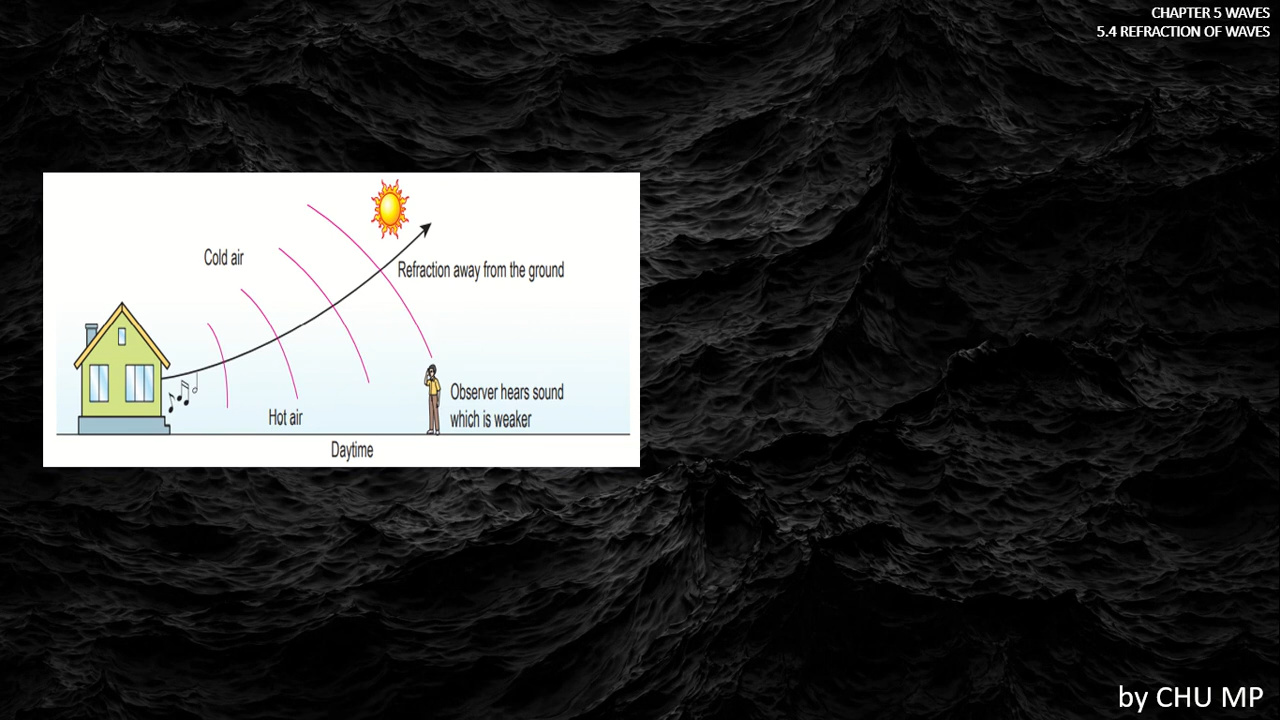 CHAPTER 5 WAVES
5.4 REFRACTION OF WAVES
Cold air
Refraction away from the ground
Observer hears sound
which is weaker
Hot air
Daytime
by CHU MP